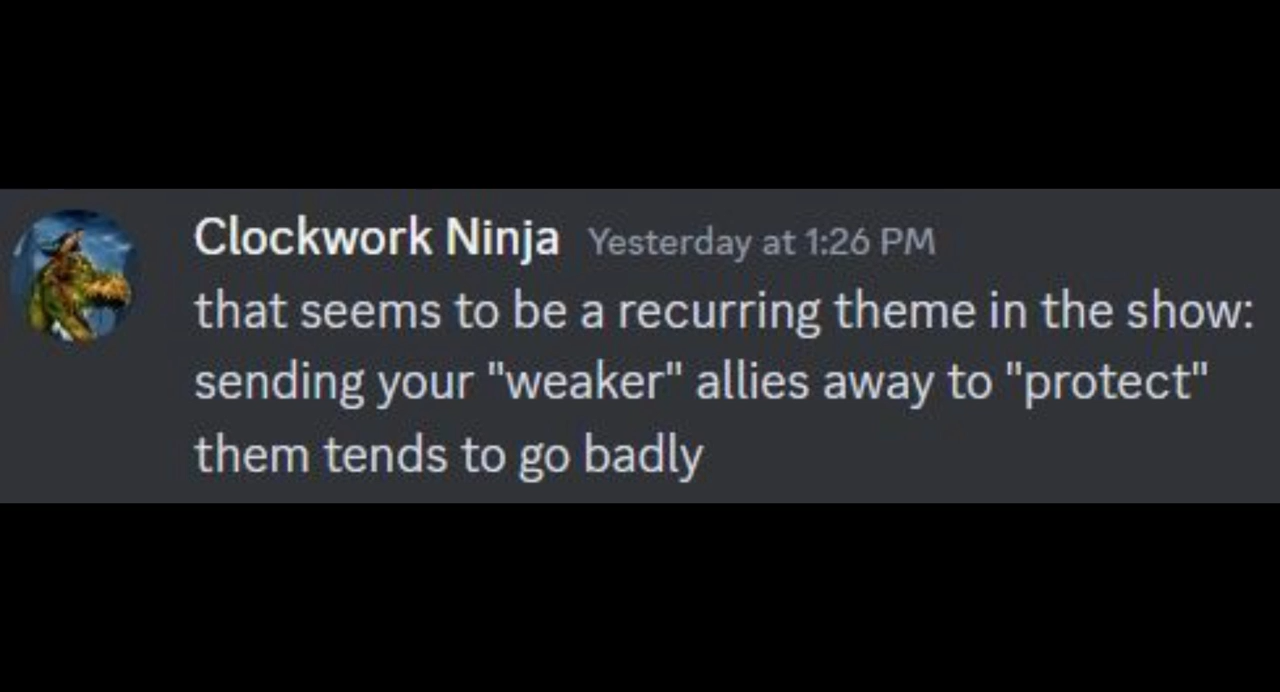 Clockwork Ninja Yesterday at 1:26 PM
that seems to be a recurring theme in the show:
sending your "weaker" allies away to "protect"
them tends to go badly